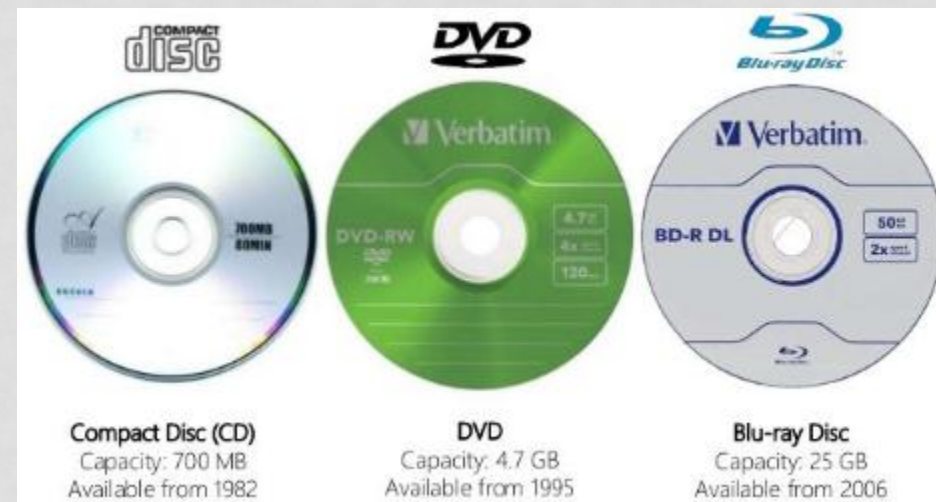 COMPACT
disc
DVD
Blu-ray Disc
700MB
80MIN
Verbatim
DVD-RW
4.7
4x
120
Verbatim
BD-R DL
50
2x
Compact Disc (CD)
Capacity: 700 MB
Available from 1982
DVD
Capacity: 4.7 GB
Available from 1995
Blu-ray Disc
Capacity: 25 GB
Available from 2006